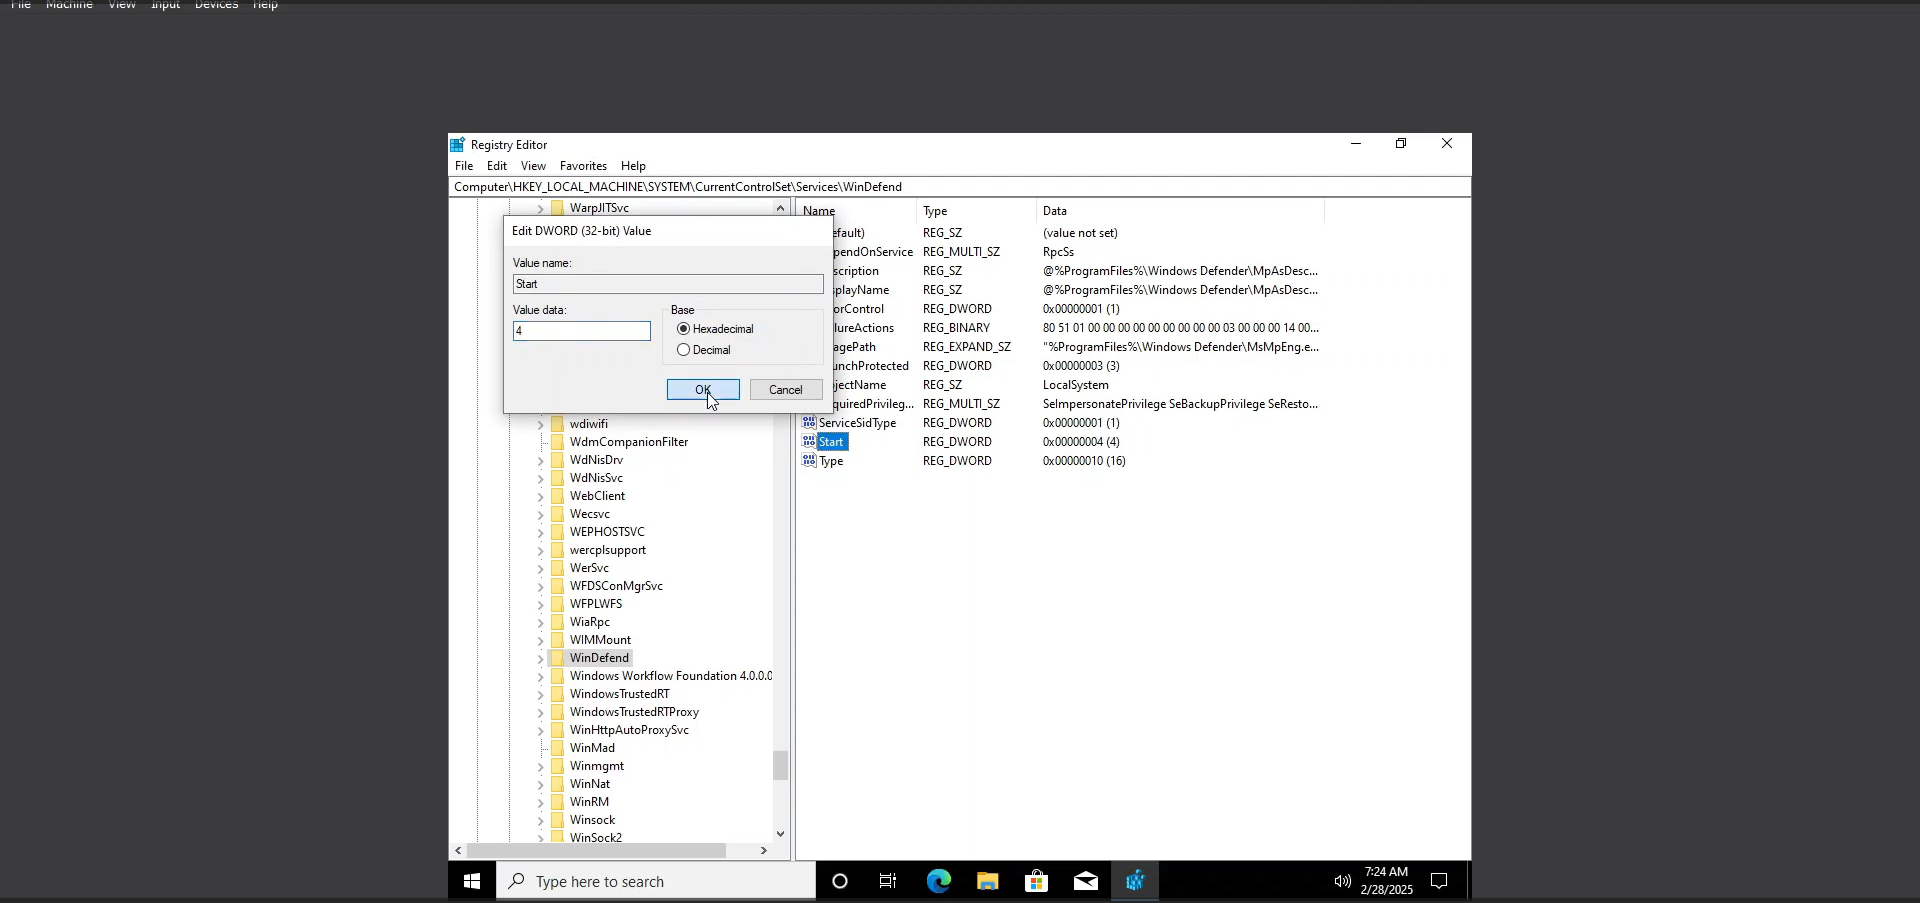 File Machine View Input Devices Help
Registry Editor
File Edit View Favorites Help
Computer\HKEY_LOCAL_MACHINE\SYSTEM\CurrentControlSet\Services\WinDefend
WarpJITSvc
Edit DWORD (32-bit) Value
Value name:
Start
Value data:
4
Base
Hexadecimal
Decimal
OK
Cancel
wdiwifi
WdmCompanionFilter
WdNisDrv
WdNisSvc
WebClient
Wecsvc
WEPHOSTSVC
wercplsupport
WerSvc
WFDSConMgrSvc
WFPLWFS
WiaRpc
WIMMount
WinDefend
Windows Workflow Foundation 4.0.0.0
WindowsTrustedRT
WindowsTrustedRTProxy
WinHttpAutoProxySvc
WinMad
Winmgmt
WinNat
WinRM
Winsock
WinSock2
Name Type Data
efault) REG_SZ (value not set)
pendOnService REG_MULTI_SZ RpcSs
scription REG_SZ @%ProgramFiles%\Windows Defender\MpAsDesc...
splayName REG_SZ @%ProgramFiles%\Windows Defender\MpAsDesc...
orControl REG_DWORD 0x00000001 (1)
lureActions REG_BINARY 80 51 01 00 00 00 00 00 00 00 00 00 03 00 00 00 14 00...
agePath REG_EXPAND_SZ "%ProgramFiles%\Windows Defender\MsMpEng.e...
unchProtected REG_DWORD 0x00000003 (3)
jectName REG_SZ LocalSystem
quiredPrivileg... REG_MULTI_SZ SeImpersonatePrivilege SeBackupPrivilege SeResto...
ServiceSidType REG_DWORD 0x00000001 (1)
Start REG_DWORD 0x00000004 (4)
Type REG_DWORD 0x00000010 (16)
Type here to search
7:24 AM
2/28/2025